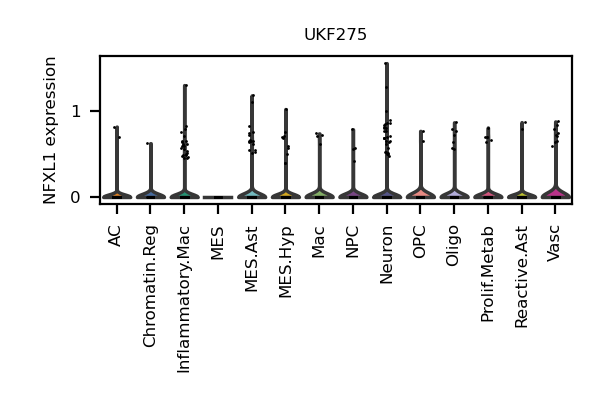 UKF275
NFXL1 expression
1
0
AC
Chromatin.Reg
Inflammatory.Mac
MES
MES.Ast
MES.Hyp
Mac
NPC
Neuron
OPC
Oligo
Prolif.Metab
Reactive.Ast
Vasc